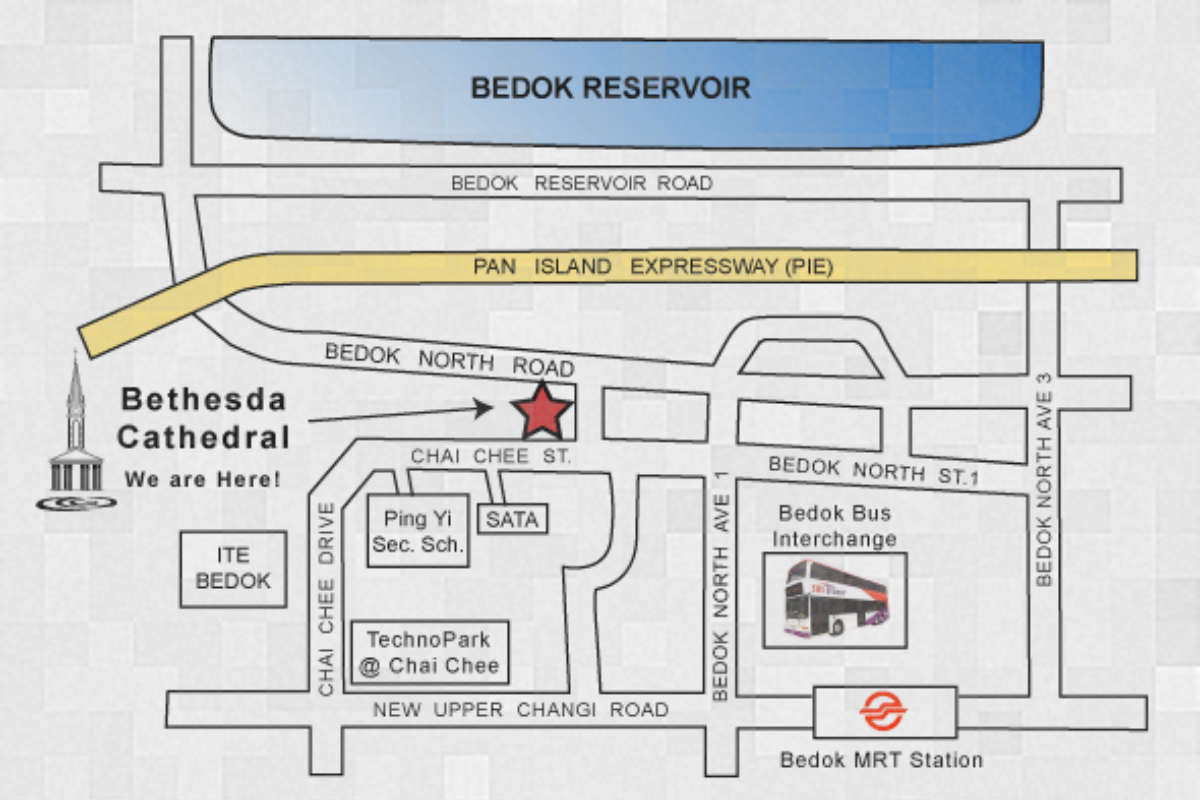 BEDOK RESERVOIR
BEDOK RESERVOIR ROAD
PAN ISLAND EXPRESSWAY (PIE)
BEDOK NORTH ROAD
Bethesda
Cathedral
We are Here!
CHAI CHEE ST.
BEDOK NORTH ST.1
BEDOK NORTH AVE 3
BEDOK NORTH AVE 1
CHAI CHEE DRIVE
Ping Yi
Sec. Sch.
SATA
Bedok Bus
Interchange
ITE
BEDOK
TechnoPark
@ Chai Chee
NEW UPPER CHANGI ROAD
Bedok MRT Station